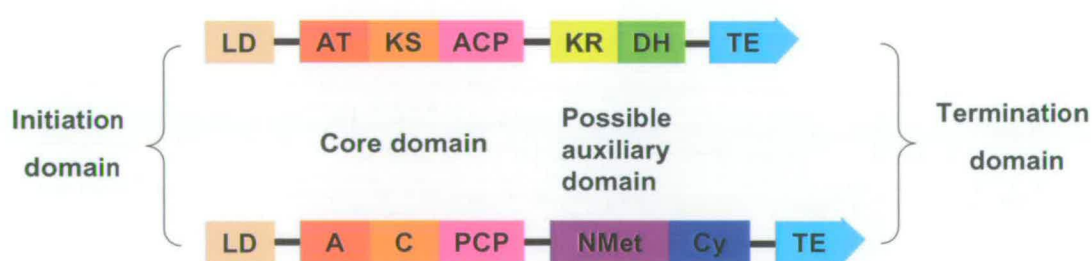 LD AT KS ACP KR DH TE
Initiation
domain
Core domain
Possible
auxiliary
domain
Termination
domain
LD A C PCP NMet Cy TE